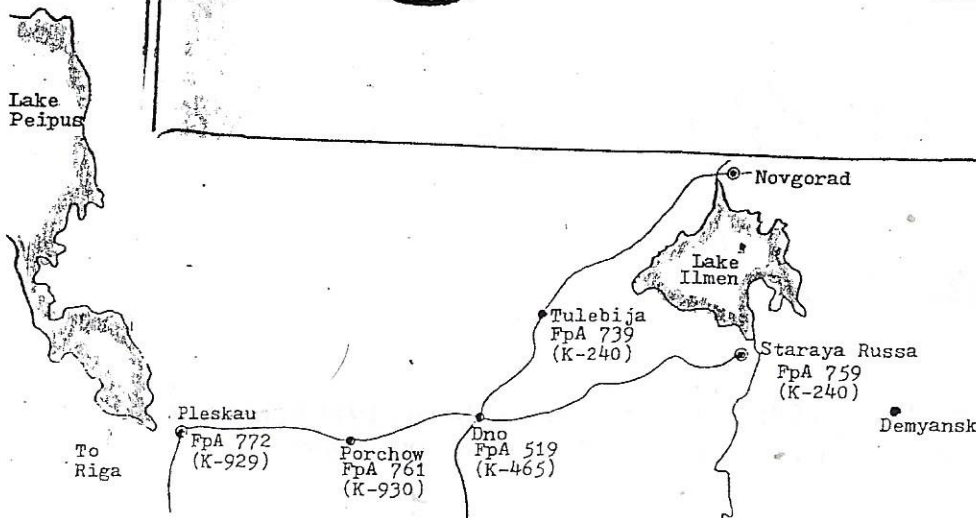 Lake
Peipus
Novgorad
Lake
Ilmen
Tulebija
FpA 739
(K-240)
Staraya Russa
FpA 759
(K-240)
Demyansk
Pleskau
FpA 772
(K-929)
To
Riga
Porchow
FpA 761
(K-930)
Dno
FpA 519
(K-465)